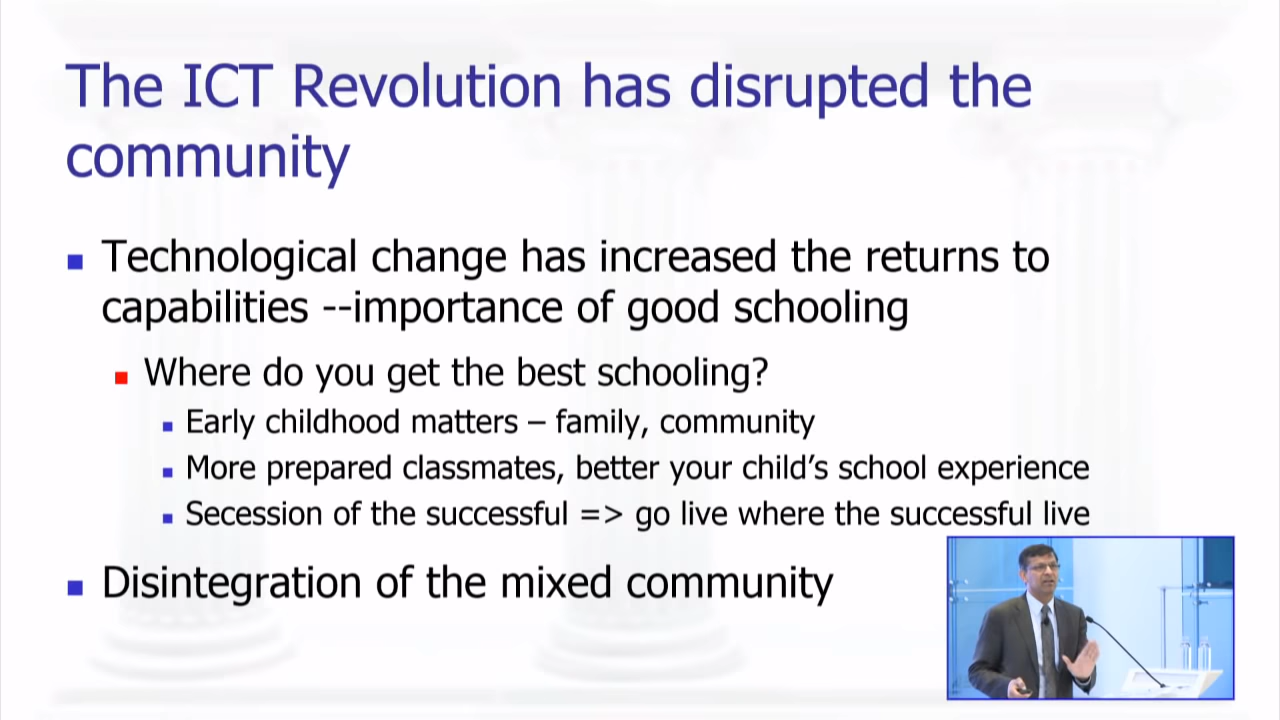 The ICT Revolution has disrupted the
community
Technological change has increased the returns to
capabilities --importance of good schooling
Where do you get the best schooling?
Early childhood matters – family, community
More prepared classmates, better your child’s school experience
Secession of the successful => go live where the successful live
Disintegration of the mixed community